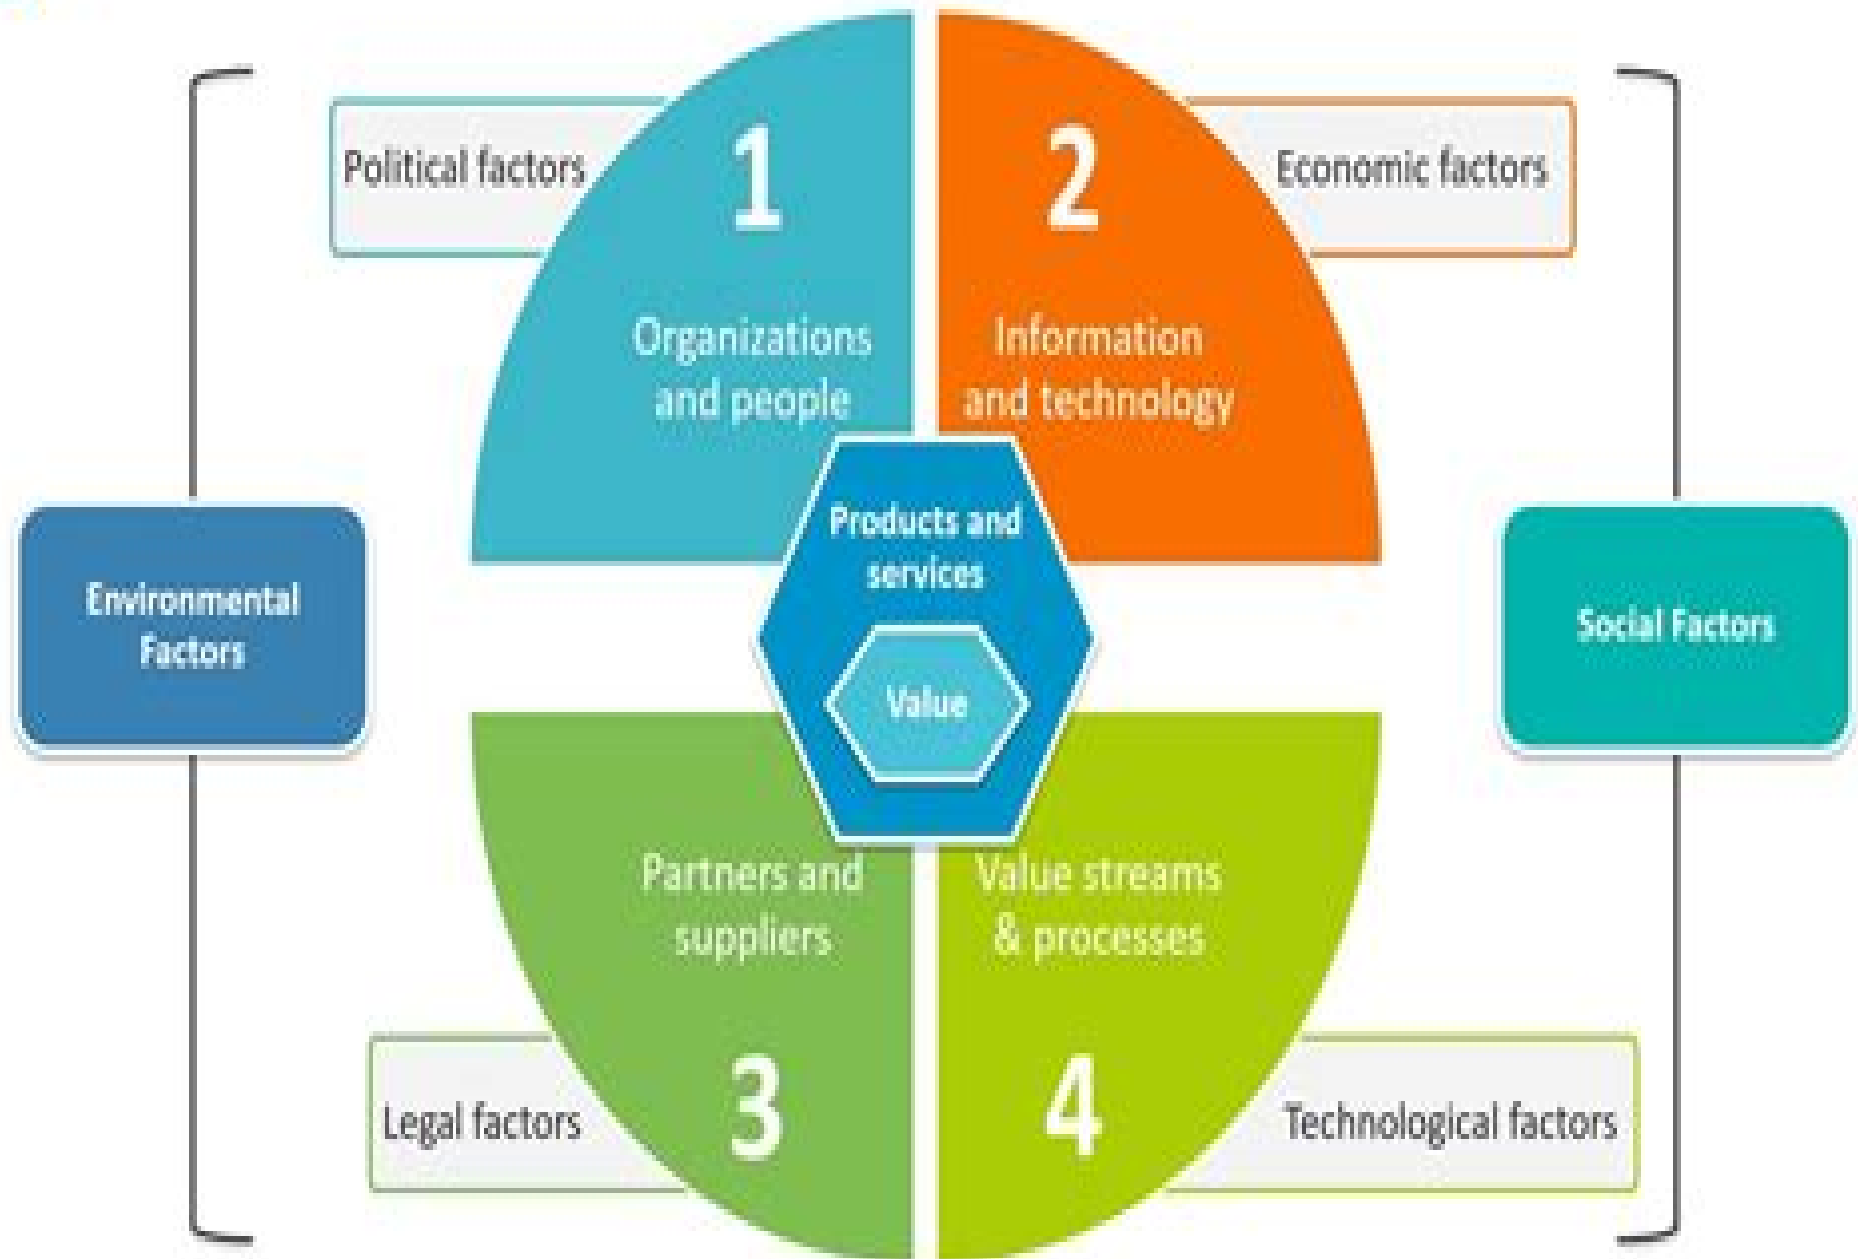 Political factors
1
2
Economic factors
Organizations
and people
Information
and technology
Products and
services
Environmental
Factors
Social Factors
Value
Partners and
suppliers
Value streams
& processes
3
4
Legal factors
Technological factors